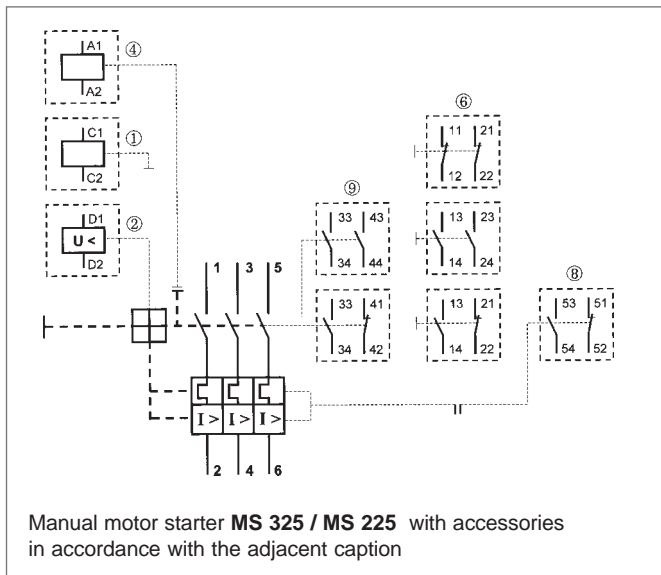 A1 ④
A2
C1 ①
C2
D1 ②
U <
D2
⑥
11 21
12 22
⑨
33 43
34 44
13 23
14 24
⑧
1 3 5
33 41
34 42
13 21
14 22
53 51
54 52
I > I > I >
2 4 6
Manual motor starter MS 325 / MS 225 with accessories
in accordance with the adjacent caption